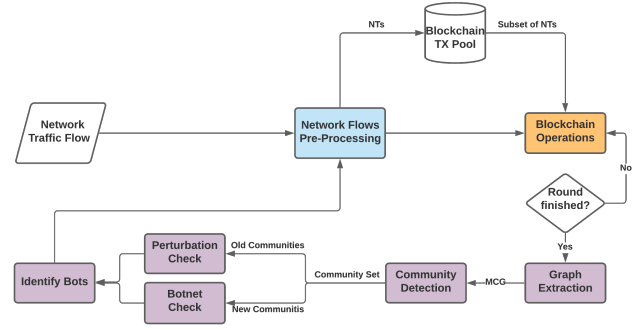 NTs
Blockchain
TX Pool
Subset of NTs
Network
Traffic Flow
Network Flows
Pre-Processing
Blockchain
Operations
No
Round
finished?
Yes
Perturbation
Check
Old Communities
Identify Bots
Community Set
Community
Detection
MCG
Graph
Extraction
Botnet
Check
New Communitis